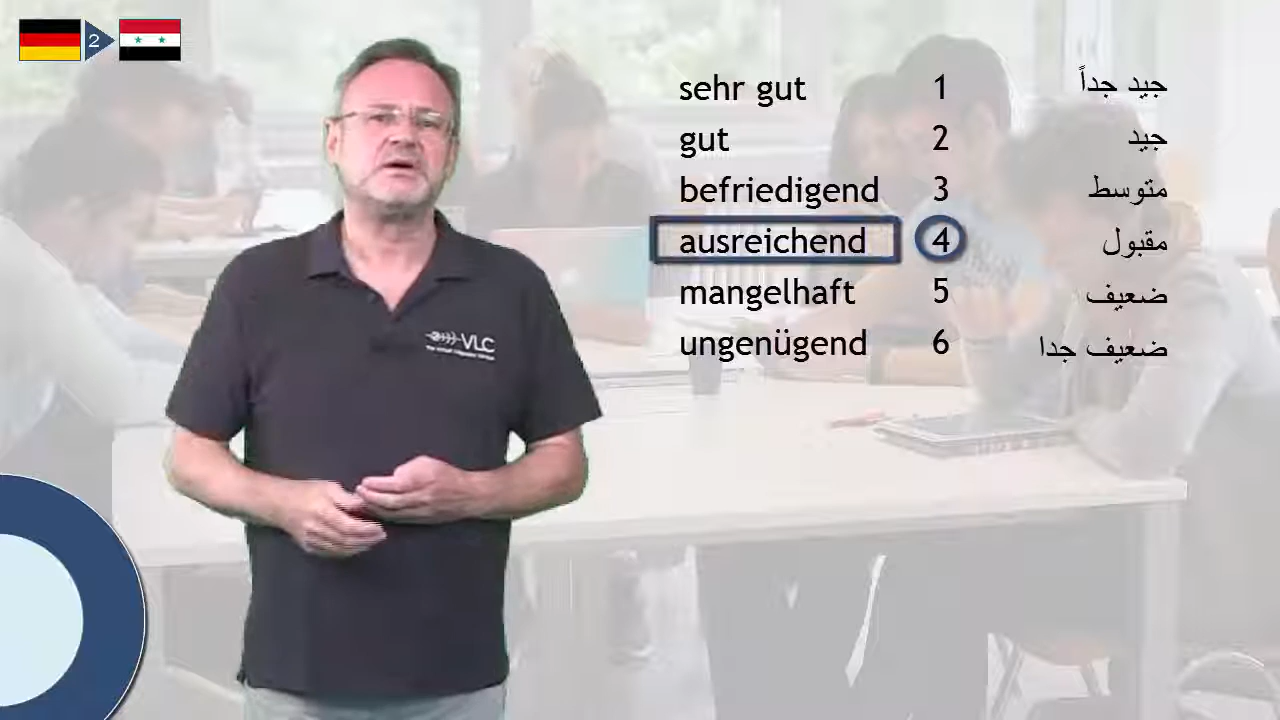 2
sehr gut 1 جيد جداً
gut 2 جيد
befriedigend 3 متوسط
ausreichend 4 مقبول
mangelhaft 5 ضعيف
ungenügend 6 ضعيف جدا
VLC